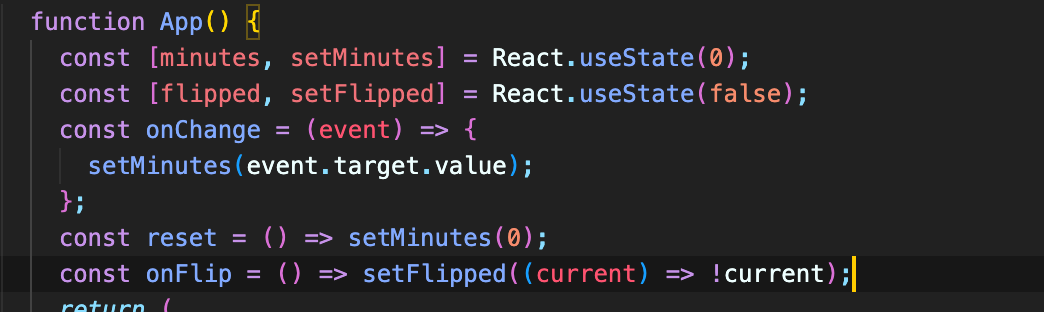 function App() {
const [minutes, setMinutes] = React.useState(0);
const [flipped, setFlipped] = React.useState(false);
const onChange = (event) => {
setMinutes(event.target.value);
};
const reset = () => setMinutes(0);
const onFlip = () => setFlipped((current) => !current);
return (